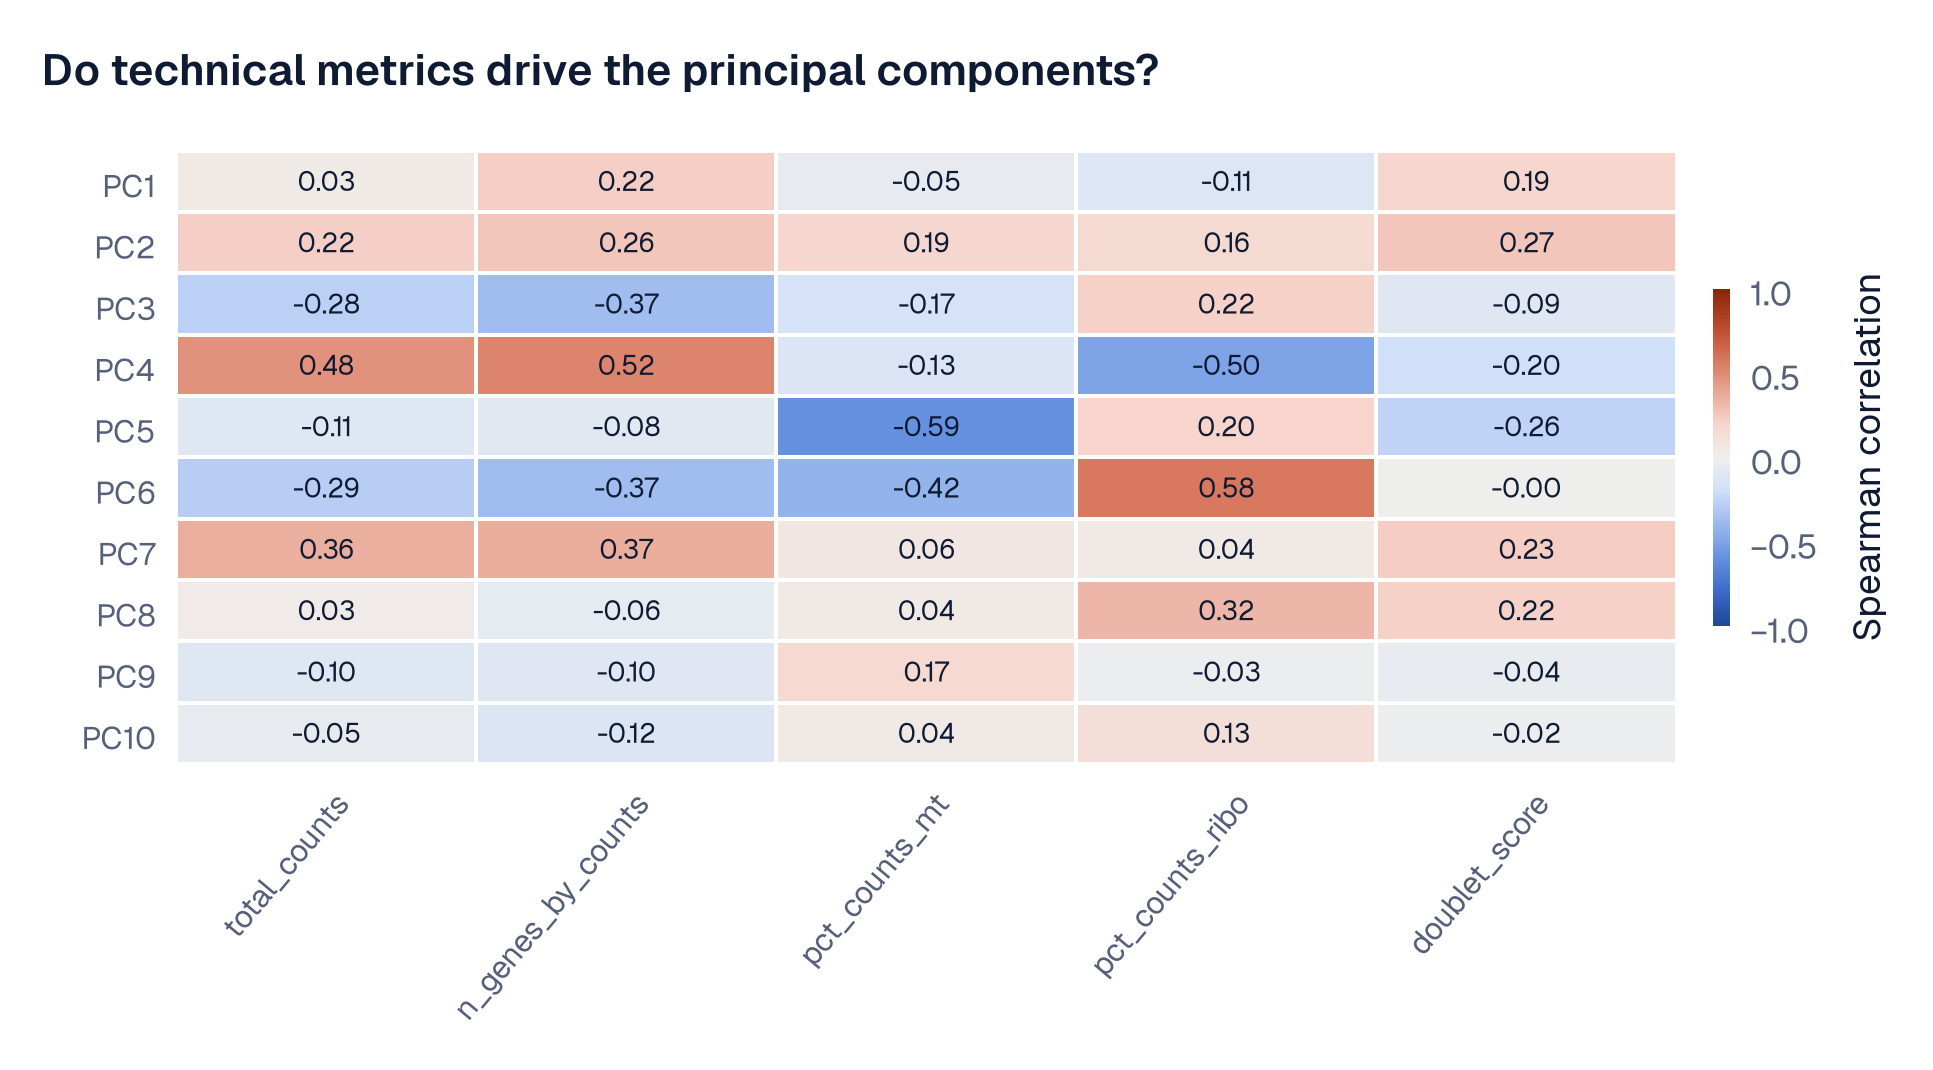 Do technical metrics drive the principal components?
PC1 0.03 0.22 -0.05 -0.11 0.19
PC2 0.22 0.26 0.19 0.16 0.27
PC3 -0.28 -0.37 -0.17 0.22 -0.09
PC4 0.48 0.52 -0.13 -0.50 -0.20
PC5 -0.11 -0.08 -0.59 0.20 -0.26
PC6 -0.29 -0.37 -0.42 0.58 -0.00
PC7 0.36 0.37 0.06 0.04 0.23
PC8 0.03 -0.06 0.04 0.32 0.22
PC9 -0.10 -0.10 0.17 -0.03 -0.04
PC10 -0.05 -0.12 0.04 0.13 -0.02
total_counts
n_genes_by_counts
pct_counts_mt
pct_counts_ribo
doublet_score
1.0
0.5
0.0
−0.5
−1.0
Spearman correlation